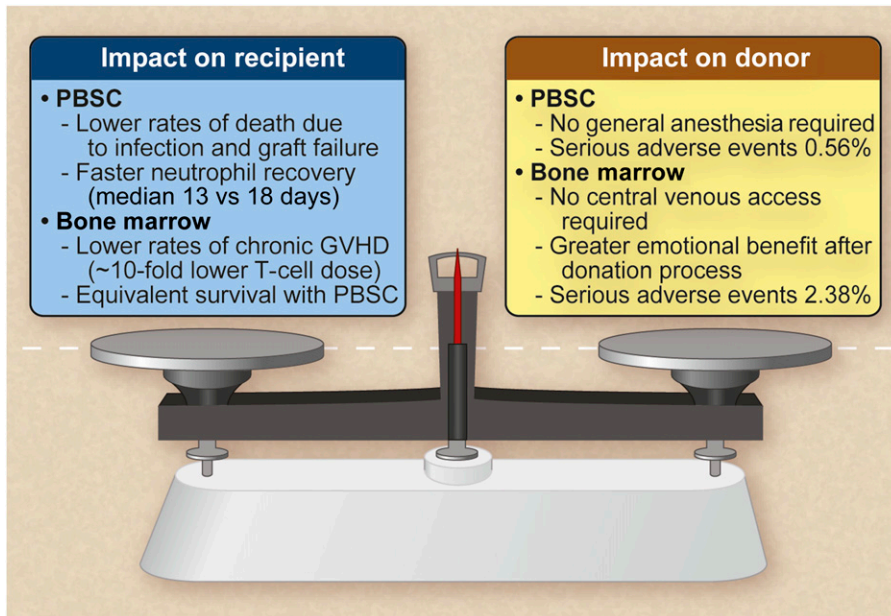 Impact on recipient
• PBSC
- Lower rates of death due
to infection and graft failure
- Faster neutrophil recovery
(median 13 vs 18 days)
• Bone marrow
- Lower rates of chronic GVHD
(~10-fold lower T-cell dose)
- Equivalent survival with PBSC
Impact on donor
• PBSC
- No general anesthesia required
- Serious adverse events 0.56%
• Bone marrow
- No central venous access
required
- Greater emotional benefit after
donation process
- Serious adverse events 2.38%